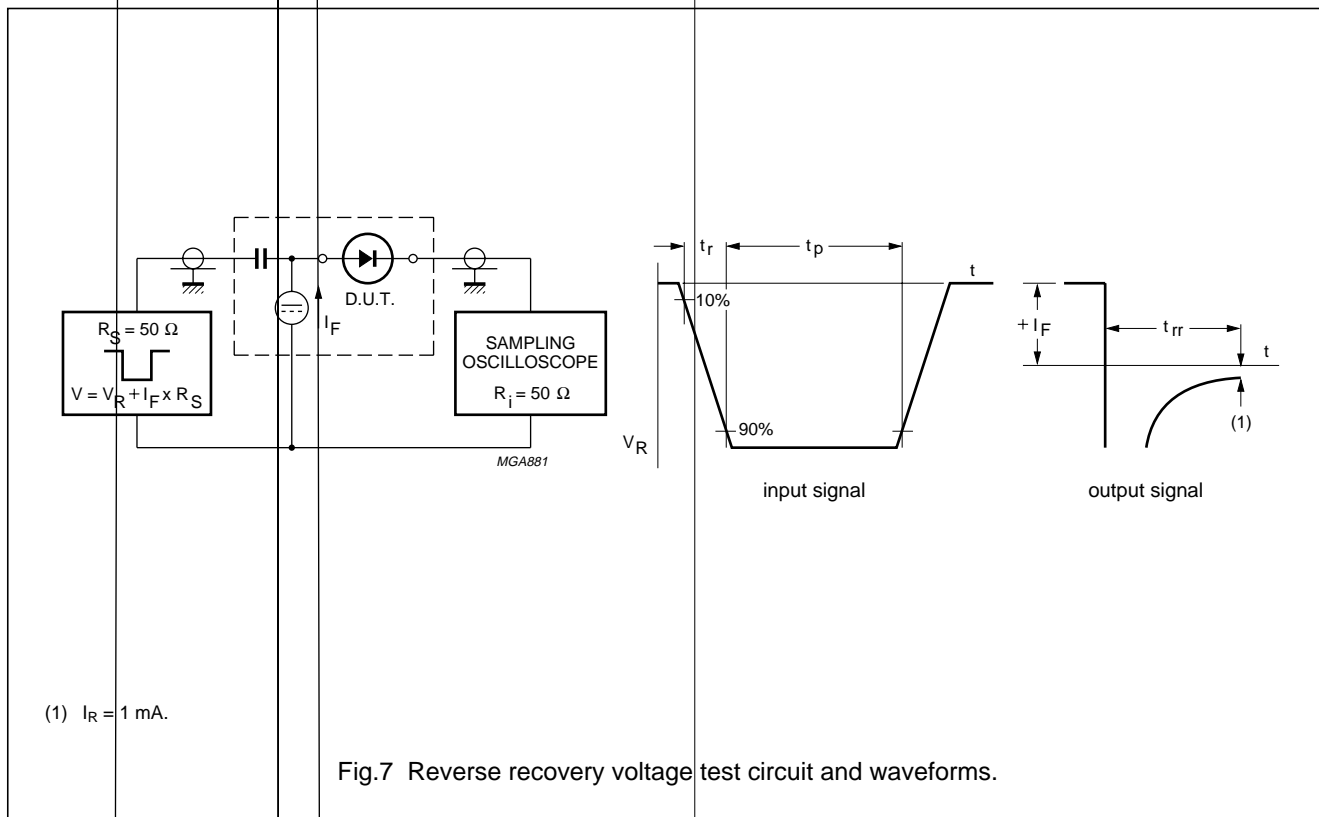 R_S = 50 Ω
V = V_R + I_F x R_S
I_F
D.U.T.
SAMPLING
OSCILLOSCOPE
R_i = 50 Ω
MGA881
t_r
t_p
t
10%
90%
V_R
input signal
+ I_F
t_rr
t
(1)
output signal
(1) I_R = 1 mA.
Fig.7 Reverse recovery voltage test circuit and waveforms.